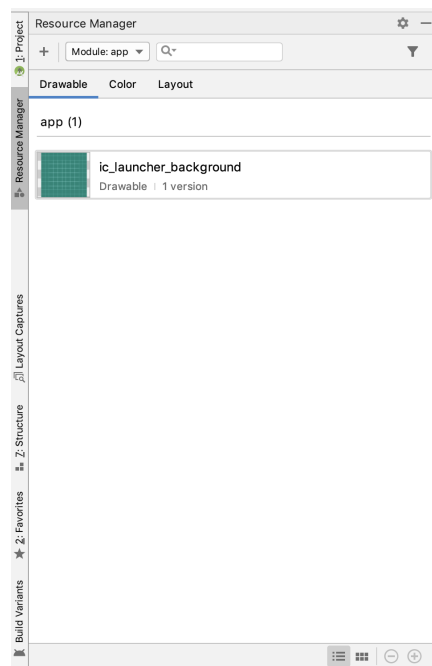 Resource Manager
Module: app
Drawable Color Layout
app (1)
ic_launcher_background
Drawable | 1 version
1: Project
Resource Manager
Layout Captures
Z: Structure
2: Favorites
Build Variants